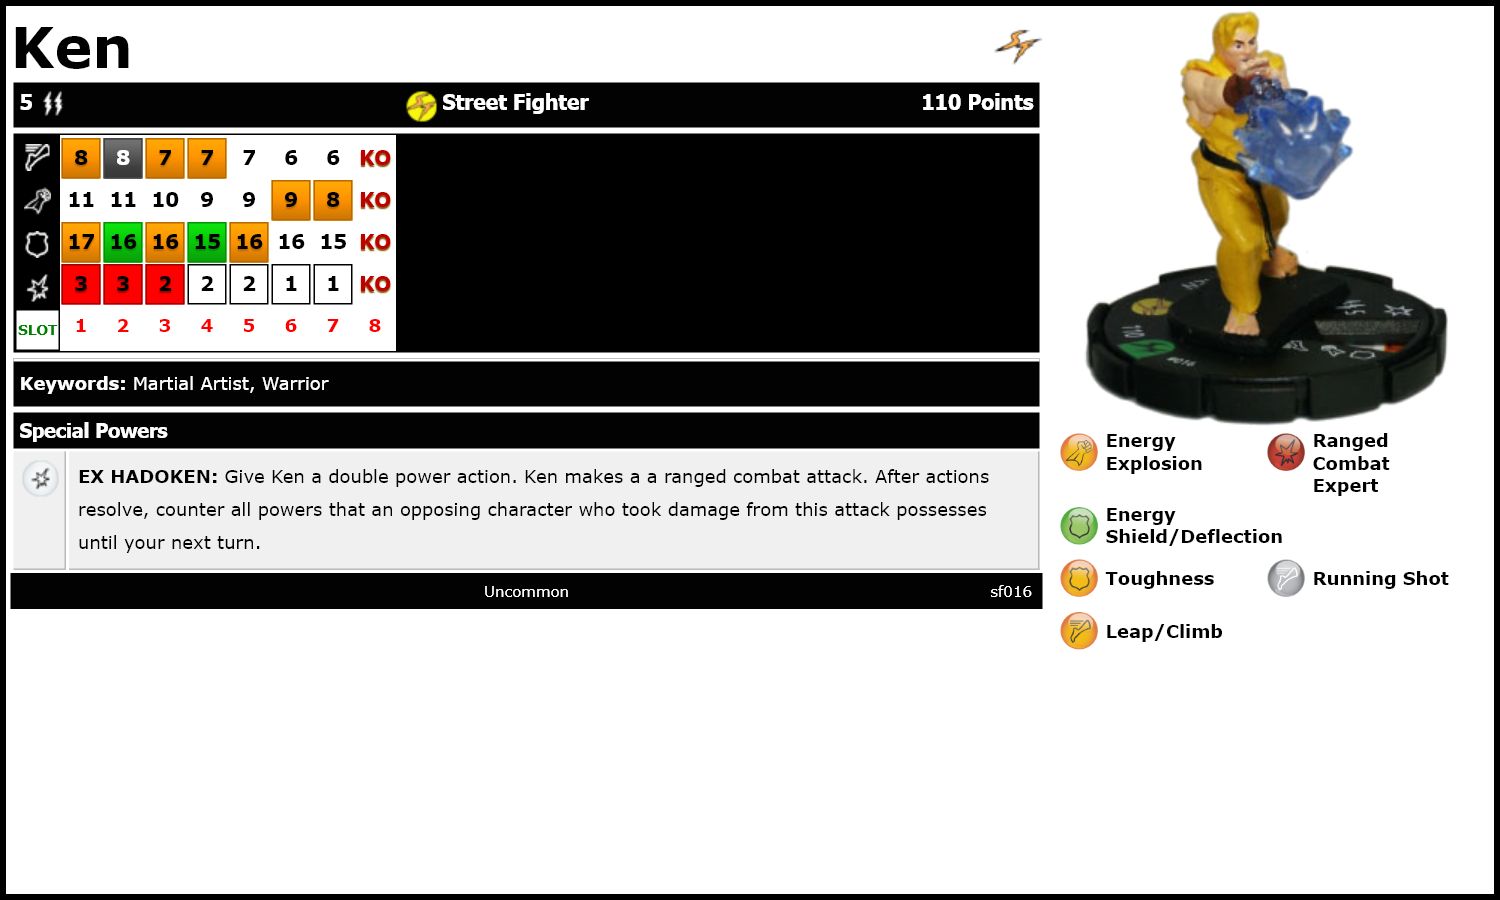 Ken
5 Street Fighter 110 Points
8 8 7 7 7 6 6 KO
11 11 10 9 9 9 8 KO
17 16 16 15 16 16 15 KO
3 3 2 2 2 1 1 KO
SLOT 1 2 3 4 5 6 7 8
Keywords: Martial Artist, Warrior
Special Powers
EX HADOKEN: Give Ken a double power action. Ken makes a a ranged combat attack. After actions
resolve, counter all powers that an opposing character who took damage from this attack possesses
until your next turn.
Uncommon sf016
110
#016
5
Energy
Explosion
Ranged
Combat
Expert
Energy
Shield/Deflection
Toughness
Running Shot
Leap/Climb